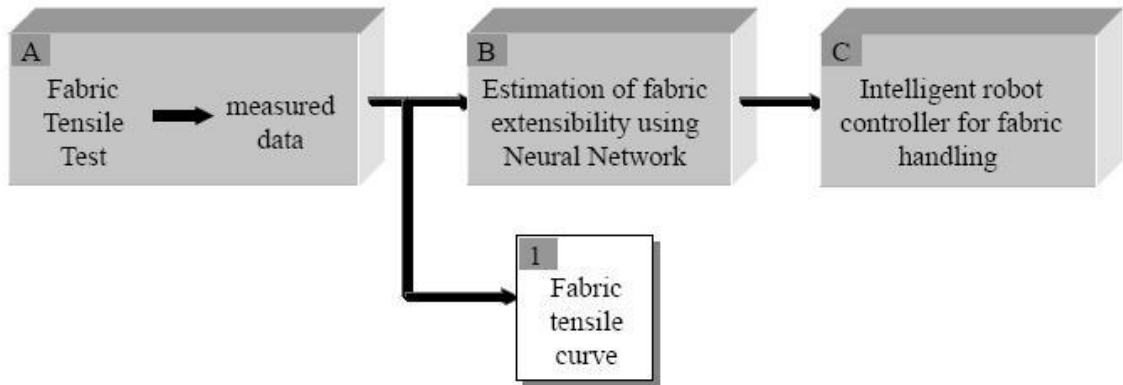 A
Fabric
Tensile
Test
measured
data
B
Estimation of fabric
extensibility using
Neural Network
C
Intelligent robot
controller for fabric
handling
1
Fabric
tensile
curve